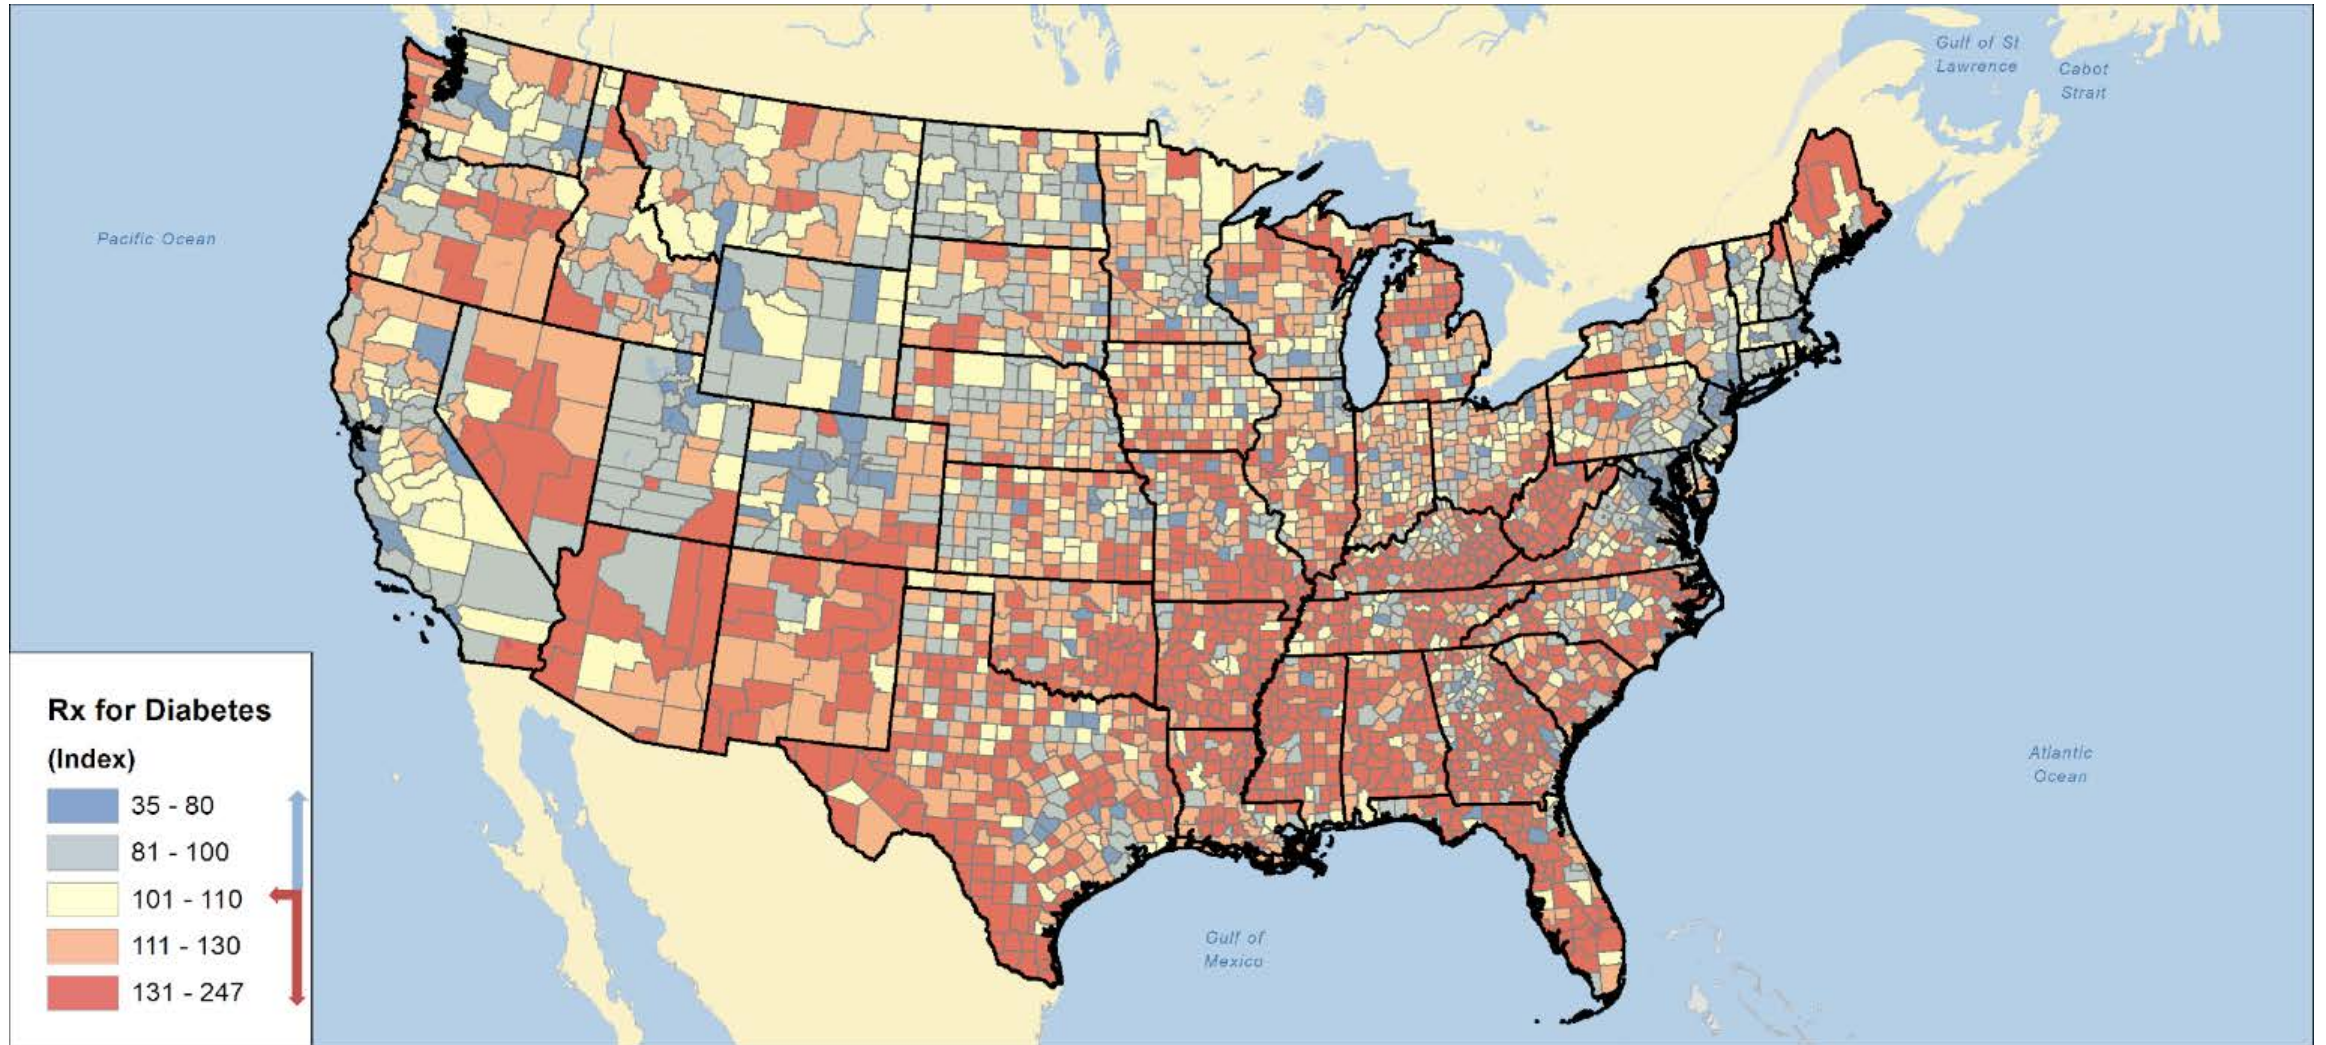 Gulf of St
Lawrence
Cabot
Strait
Pacific Ocean
Rx for Diabetes
(Index)
35 - 80
81 - 100
101 - 110
111 - 130
131 - 247
Atlantic
Ocean
Gulf of
Mexico